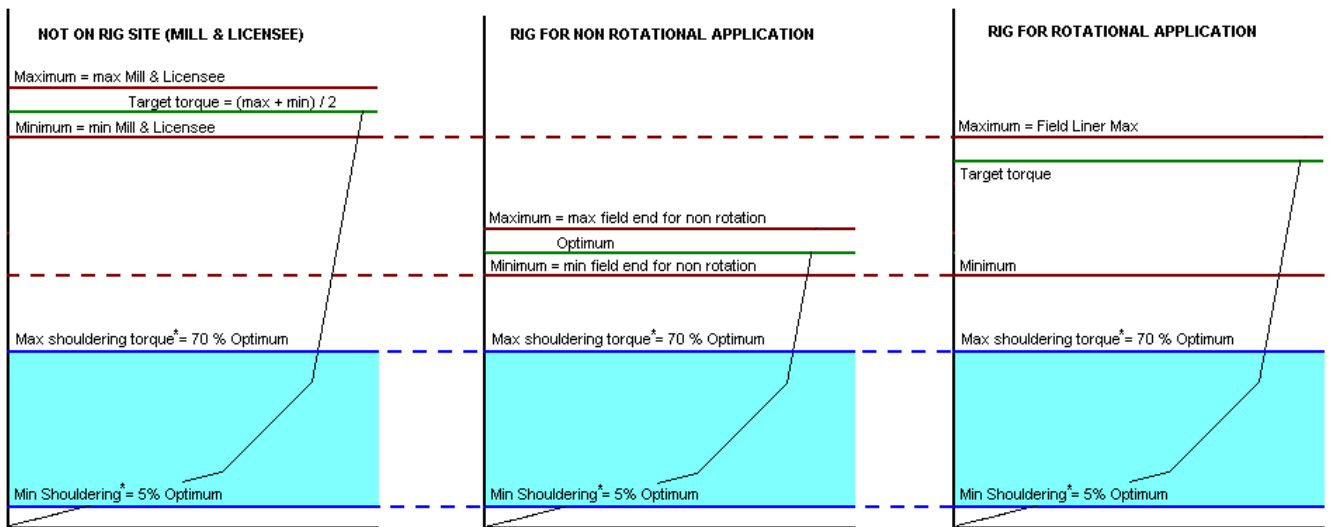 NOT ON RIG SITE (MILL & LICENSEE)
Maximum = max Mill & Licensee
Target torque = (max + min) / 2
Minimum = min Mill & Licensee
Max shouldering torque*= 70 % Optimum
Min Shouldering*= 5% Optimum
RIG FOR NON ROTATIONAL APPLICATION
Maximum = max field end for non rotation
Optimum
Minimum = min field end for non rotation
Max shouldering torque*= 70 % Optimum
Min Shouldering*= 5% Optimum
RIG FOR ROTATIONAL APPLICATION
Maximum = Field Liner Max
Target torque
Minimum
Max shouldering torque*= 70 % Optimum
Min Shouldering*= 5% Optimum